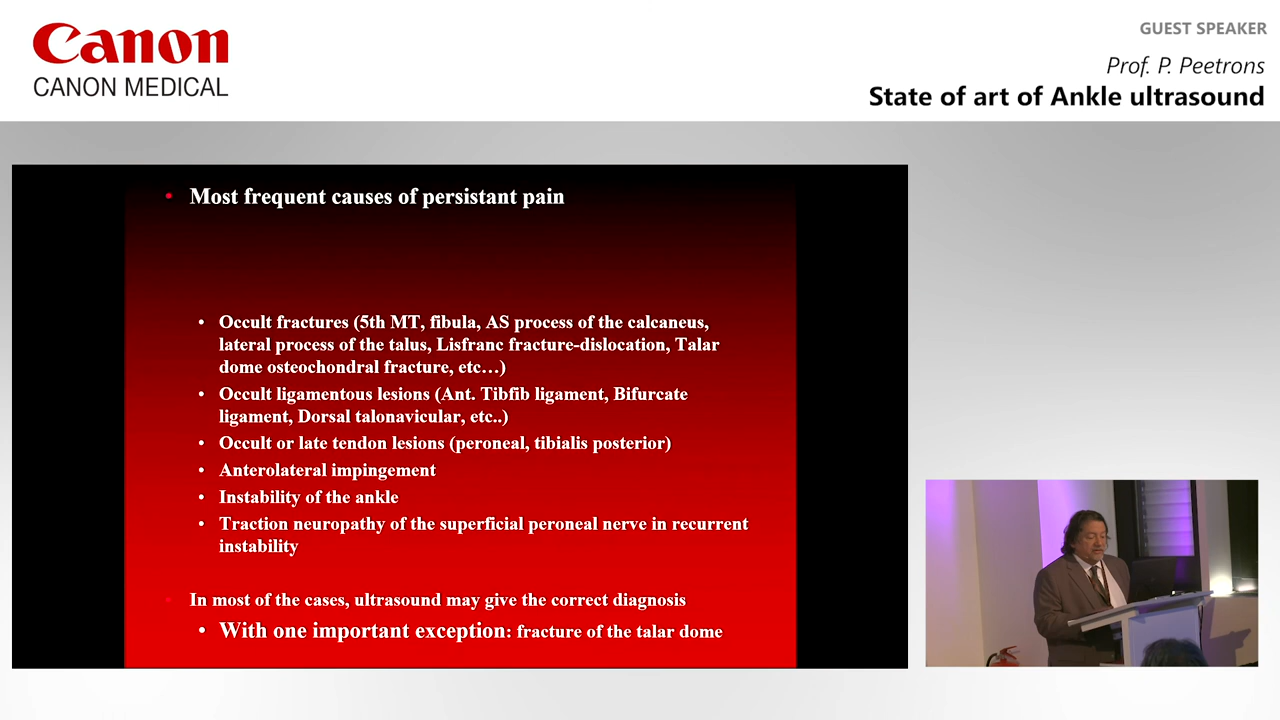 Canon
CANON MEDICAL
GUEST SPEAKER
Prof. P. Peetrons
State of art of Ankle ultrasound
• Most frequent causes of persistant pain
• Occult fractures (5th MT, fibula, AS process of the calcaneus,
lateral process of the talus, Lisfranc fracture-dislocation, Talar
dome osteochondral fracture, etc…)
• Occult ligamentous lesions (Ant. Tibfib ligament, Bifurcate
ligament, Dorsal talonavicular, etc..)
• Occult or late tendon lesions (peroneal, tibialis posterior)
• Anterolateral impingement
• Instability of the ankle
• Traction neuropathy of the superficial peroneal nerve in recurrent
instability
• In most of the cases, ultrasound may give the correct diagnosis
• With one important exception: fracture of the talar dome